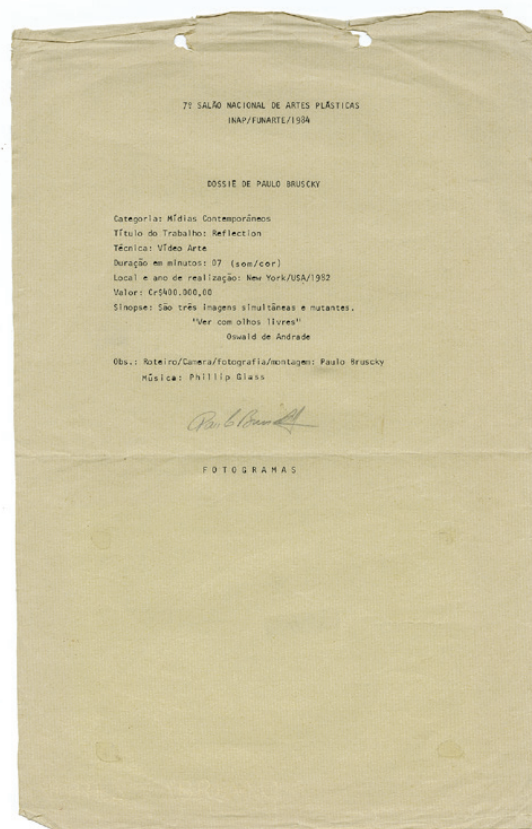 7º SALÃO NACIONAL DE ARTES PLÁSTICAS
INAP/FUNARTE/1984
DOSSIÊ DE PAULO BRUSCKY
Categoria: Mídias Contemporâneos
Título do Trabalho: Reflection
Técnica: Vídeo Arte
Duração em minutos: 07 (som/cor)
Local e ano de realização: New York/USA/1982
Valor: Cr$400.000,00
Sinopse: São três imagens simultâneas e mutantes.
"Ver com olhos livres"
Oswald de Andrade
Obs.: Roteiro/Camera/fotografia/montagem: Paulo Bruscky
Música: Phillip Glass
Paulo Bruscky
FOTOGRAMAS